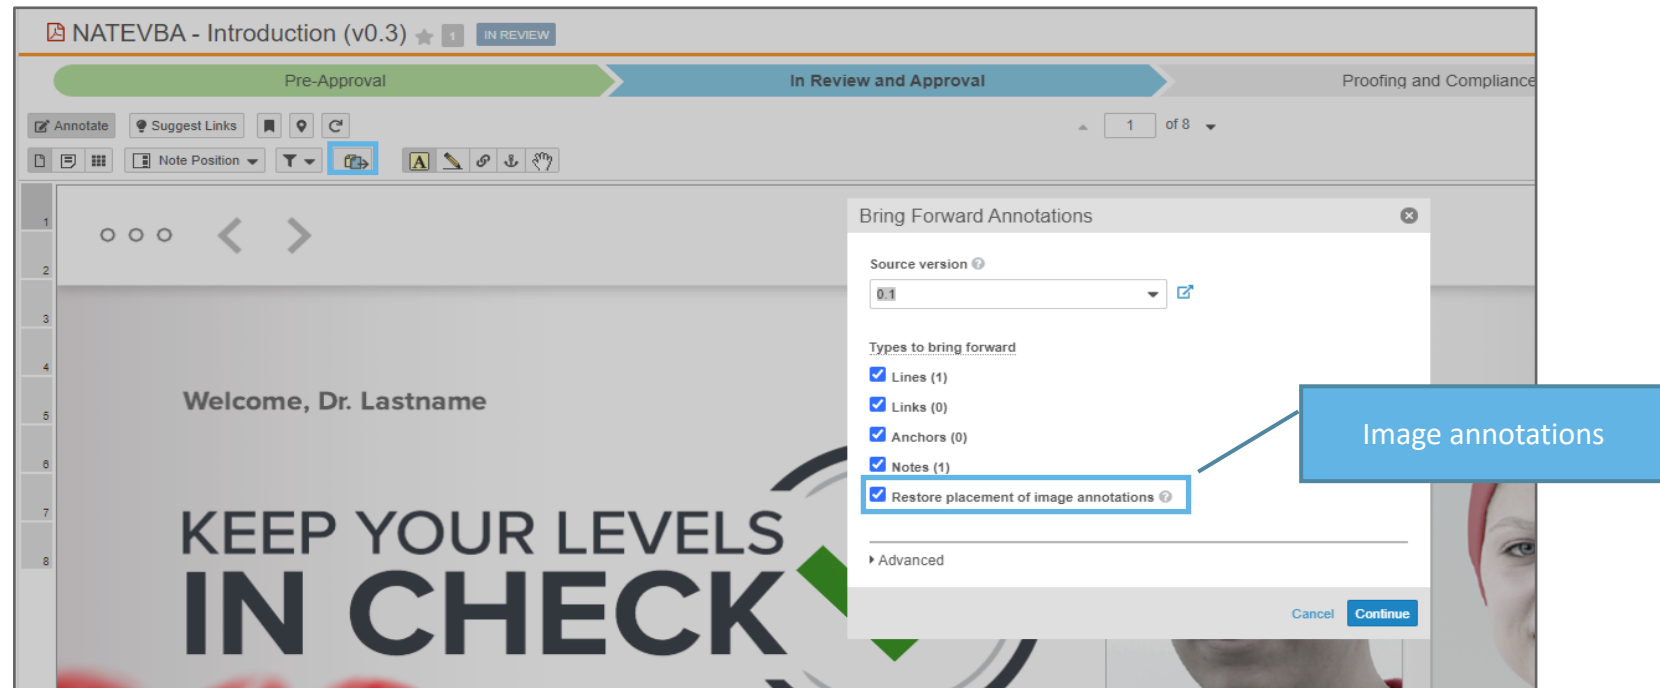 NATEVBA - Introduction (v0.3) 1 IN REVIEW
Pre-Approval In Review and Approval Proofing and Compliance
Annotate Suggest Links 1 of 8
Note Position A
1
2
3
4
5
6
7
8
Welcome, Dr. Lastname
KEEP YOUR LEVELS
IN CHECK
Bring Forward Annotations
Source version ?
0.1
Types to bring forward
Lines (1)
Links (0)
Anchors (0)
Notes (1)
Restore placement of image annotations ?
Advanced
Cancel Continue
Image annotations